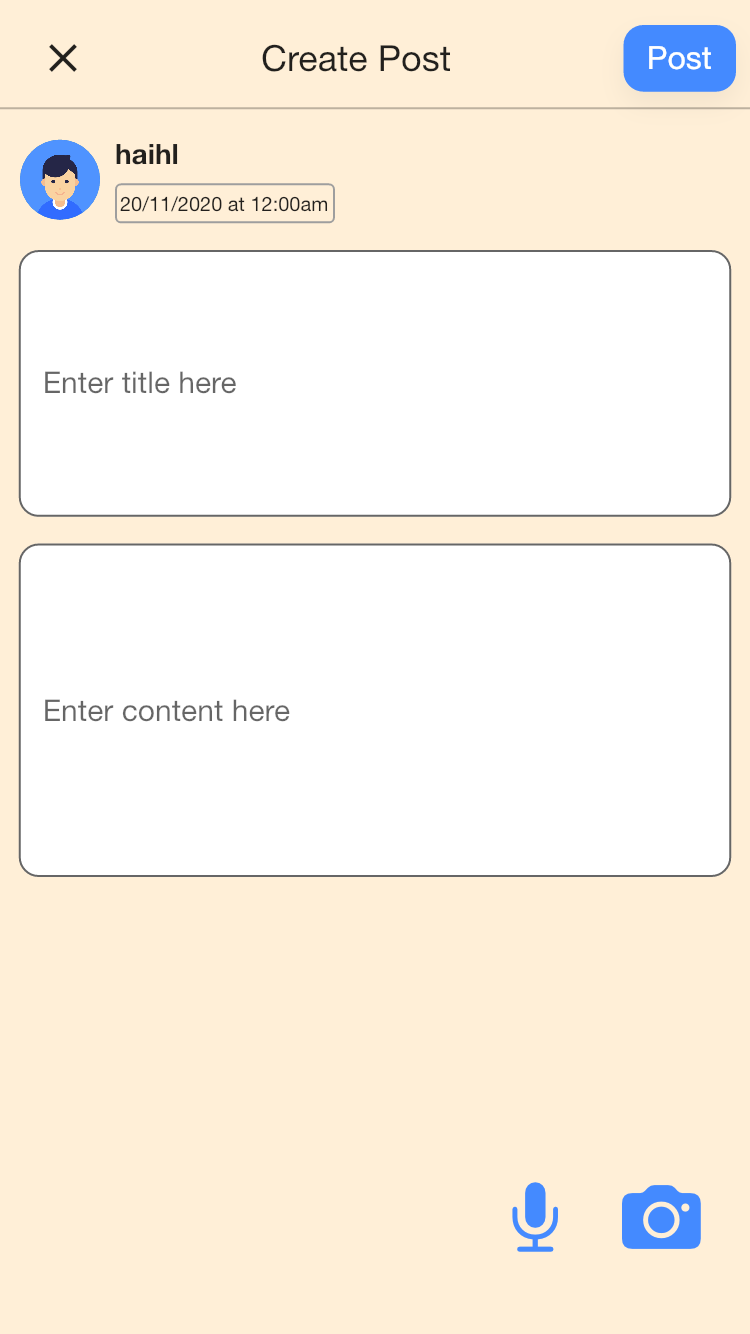 Create Post
Post
haihl
20/11/2020 at 12:00am
Enter title here
Enter content here